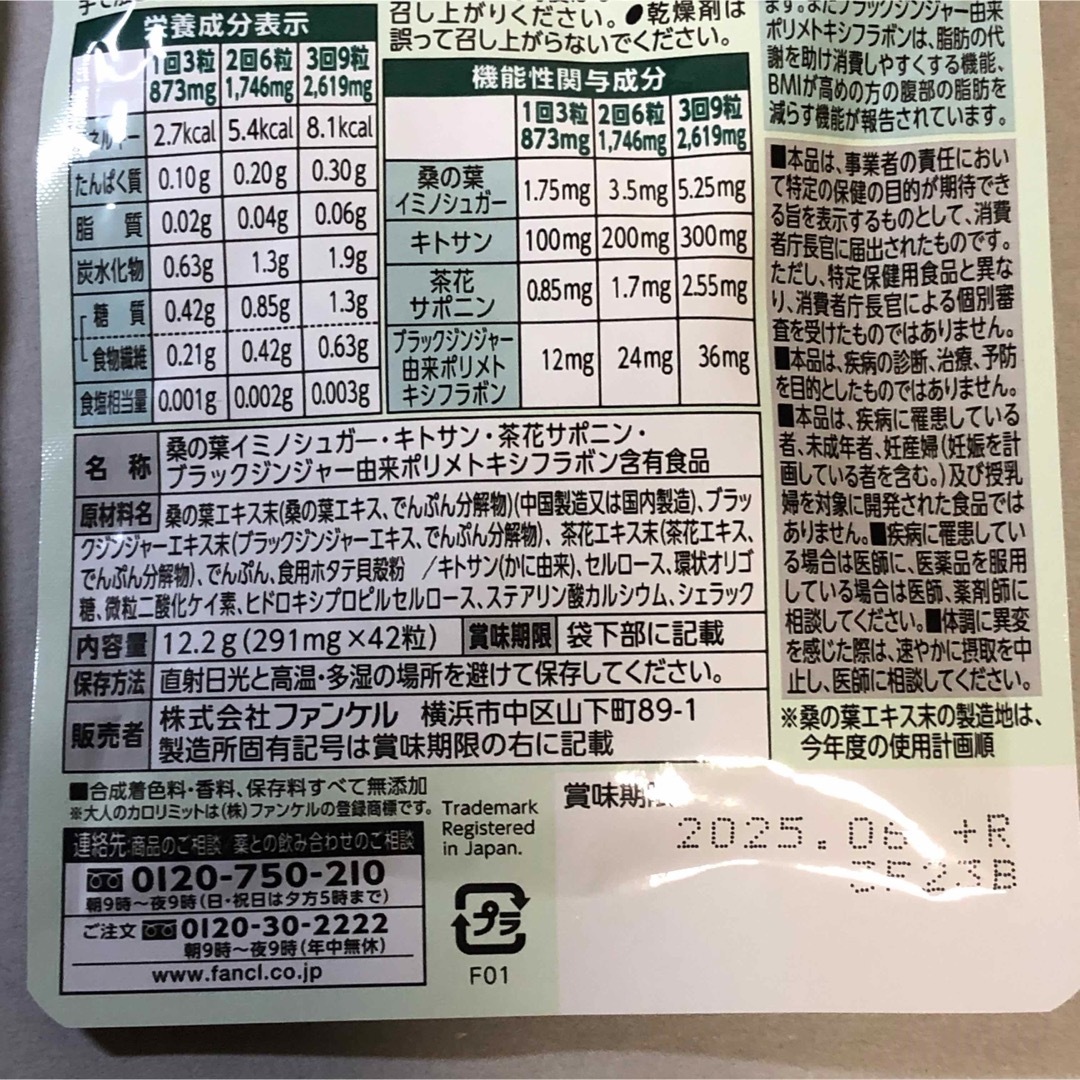 召し上がりください。●乾燥剤は
誤って召し上がらないでください。
栄養成分表示
1回3粒 2回6粒 3回9粒
873mg 1,746mg 2,619mg
2.7kcal 5.4kcal 8.1kcal
たんぱく質 0.10g 0.20g 0.30g
脂 質 0.02g 0.04g 0.06g
炭水化物 0.63g 1.3g 1.9g
糖 質 0.42g 0.85g 1.3g
食物繊維 0.21g 0.42g 0.63g
食塩相当量 0.001g 0.002g 0.003g
機能性関与成分
1回3粒 2回6粒 3回9粒
873mg 1,746mg 2,619mg
桑の葉
イミノシュガー 1.75mg 3.5mg 5.25mg
キトサン 100mg 200mg 300mg
茶花
サポニン 0.85mg 1.7mg 2.55mg
ブラックジンジャー
由来ポリメト
キシフラボン 12mg 24mg 36mg
ます。またブラックジンジャー由来
ポリメトキシフラボンは、脂肪の代
謝を助け消費しやすくする機能、
BMIが高めの方の腹部の脂肪を
減らす機能が報告されています。
■本品は、事業者の責任におい
て特定の保健の目的が期待でき
る旨を表示するものとして、消費
者庁長官に届出されたものです。
ただし、特定保健用食品と異な
り、消費者庁長官による個別審
査を受けたものではありません。
■本品は、疾病の診断、治療、予防
を目的としたものではありません。
■本品は、疾病に罹患している
者、未成年者、妊産婦(妊娠を計
画している者を含む。)及び授乳
婦を対象に開発された食品では
ありません。■疾病に罹患してい
る場合は医師に、医薬品を服用
している場合は医師、薬剤師に
相談してください。■体調に異変
を感じた際は、速やかに摂取を中
止し、医師に相談してください。
※桑の葉エキス末の製造地は、
今年度の使用計画順
名 称 桑の葉イミノシュガー・キトサン・茶花サポニン・
ブラックジンジャー由来ポリメトキシフラボン含有食品
原材料名 桑の葉エキス末(桑の葉エキス、でんぷん分解物)(中国製造又は国内製造)、ブラッ
クジンジャーエキス末(ブラックジンジャーエキス、でんぷん分解物)、茶花エキス末(茶花エキス、
でんぷん分解物)、でんぷん、食用ホタテ貝殻粉 /キトサン(かに由来)、セルロース、環状オリゴ
糖、微粒二酸化ケイ素、ヒドロキシプロピルセルロース、ステアリン酸カルシウム、シェラック
内容量 12.2g(291mg×42粒) 賞味期限 袋下部に記載
保存方法 直射日光と高温・多湿の場所を避けて保存してください。
販売者 株式会社ファンケル 横浜市中区山下町89-1
製造所固有記号は賞味期限の右に記載
■合成着色料・香料、保存料すべて無添加
※大人のカロリミットは(株)ファンケルの登録商標です。
Trademark
Registered
in Japan.
連絡先:商品のご相談/薬との飲み合わせのご相談
0120-750-210
朝9時〜夜9時(日・祝日は夕方5時まで)
ご注文 0120-30-2222
朝9時〜夜9時(年中無休)
www.fancl.co.jp
プラ
F01
賞味期限
2025.06 +R